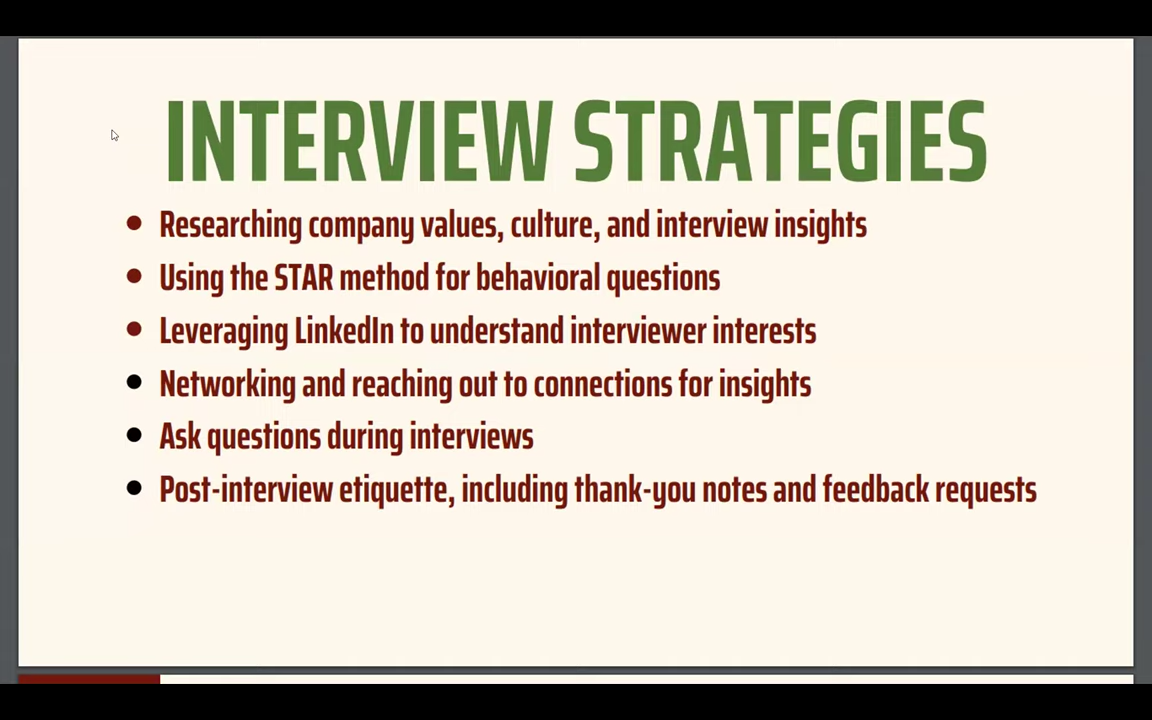 INTERVIEW STRATEGIES
Researching company values, culture, and interview insights
Using the STAR method for behavioral questions
Leveraging LinkedIn to understand interviewer interests
Networking and reaching out to connections for insights
Ask questions during interviews
Post-interview etiquette, including thank-you notes and feedback requests